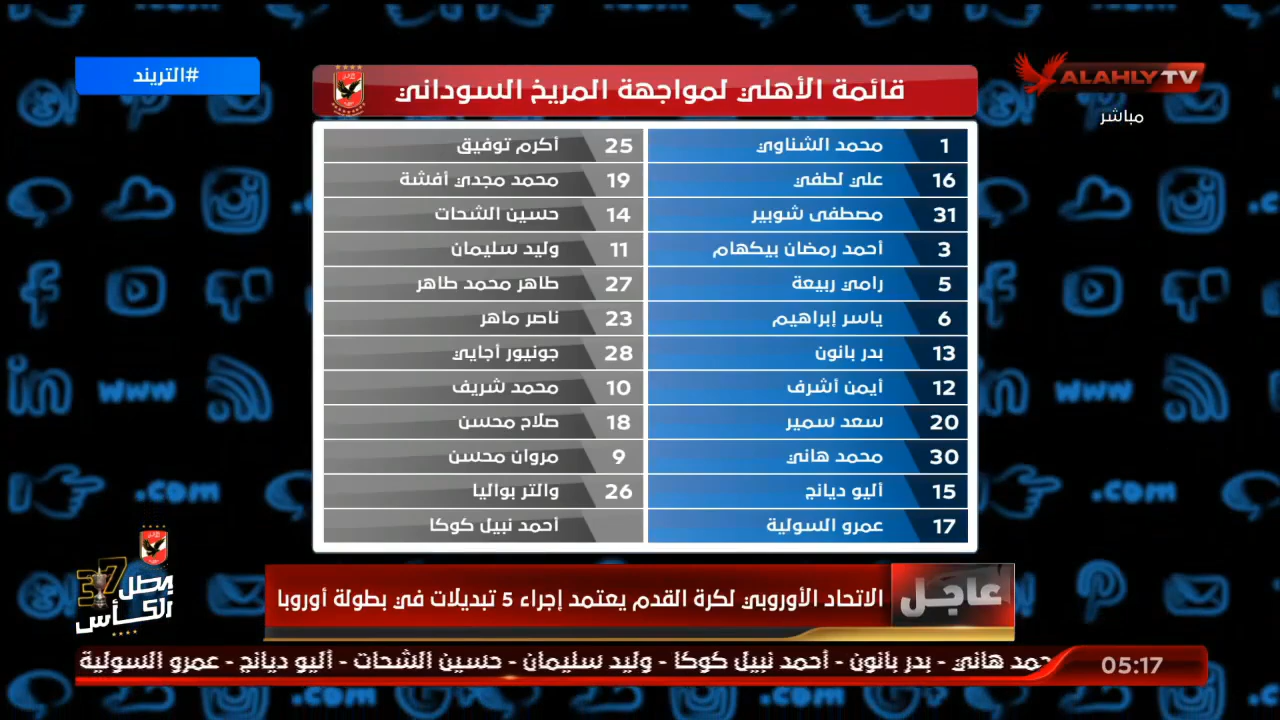 #التريند
قائمة الأهلي لمواجهة المريخ السوداني
ALAHLY TV
مباشر
1 محمد الشناوي
16 علي لطفي
31 مصطفى شوبير
3 أحمد رمضان بيكهام
5 رامي ربيعة
6 ياسر إبراهيم
13 بدر بانون
12 أيمن أشرف
20 سعد سمير
30 محمد هاني
15 أليو ديانج
17 عمرو السولية
25 أكرم توفيق
19 محمد مجدي أفشة
14 حسين الشحات
11 وليد سليمان
27 طاهر محمد طاهر
23 ناصر ماهر
28 جونيور أجايي
10 محمد شريف
18 صلاح محسن
9 مروان محسن
26 والتر بواليا
أحمد نبيل كوكا
www
www
.com
.com
بطل 37
الكأس
عاجل
الاتحاد الأوروبي لكرة القدم يعتمد إجراء 5 تبديلات في بطولة أوروبا
05:17
حمد هاني - بدر بانون - أحمد نبيل كوكا - وليد سليمان - حسين الشحات - أليو ديانج - عمرو السولية